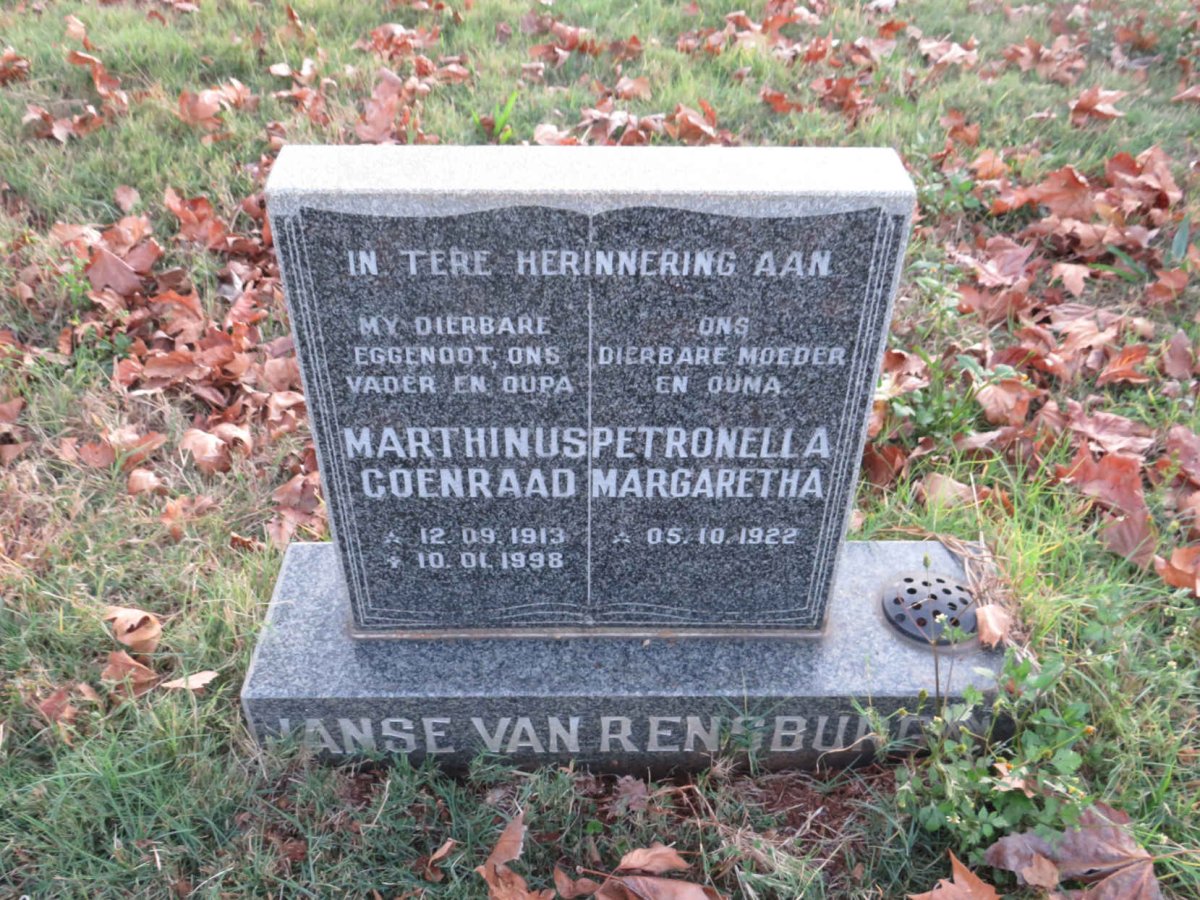 IN TERE HERINNERING AAN
MY DIERBARE
EGGENOOT, ONS
VADER EN OUPA
MARTHINUS
COENRAAD
* 12.09.1913
+ 10.01.1998
ONS
DIERBARE MOEDER
EN OUMA
PETRONELLA
MARGARETHA
* 05.10.1922
JANSE VAN RENSBURG